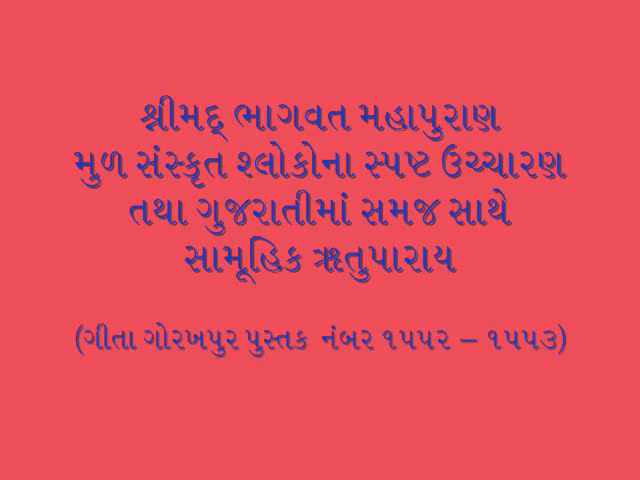 શ્રીમદ્ ભાગવત મહાપુરાણ
મુળ સંસ્કૃત શ્લોકોના સ્પષ્ટ ઉચ્ચારણ
તથા ગુજરાતીમાં સમજ સાથે
સામૂહિક ઋતુપારાય
(ગીતા ગોરખપુર પુસ્તક નંબર ૧૫૫૨ – ૧૫૫૩)